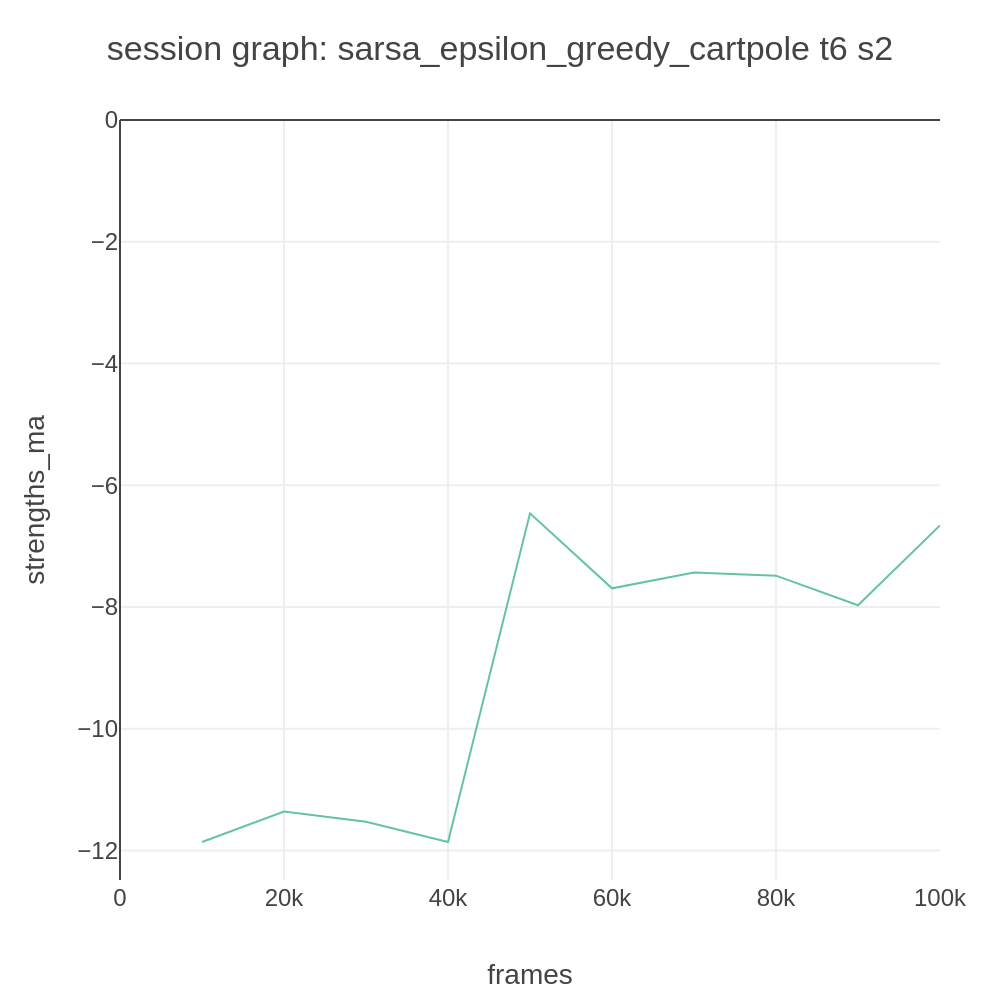 session graph: sarsa_epsilon_greedy_cartpole t6 s2
0
−2
−4
−6
−8
−10
−12
strengths_ma
0
20k
40k
60k
80k
100k
frames